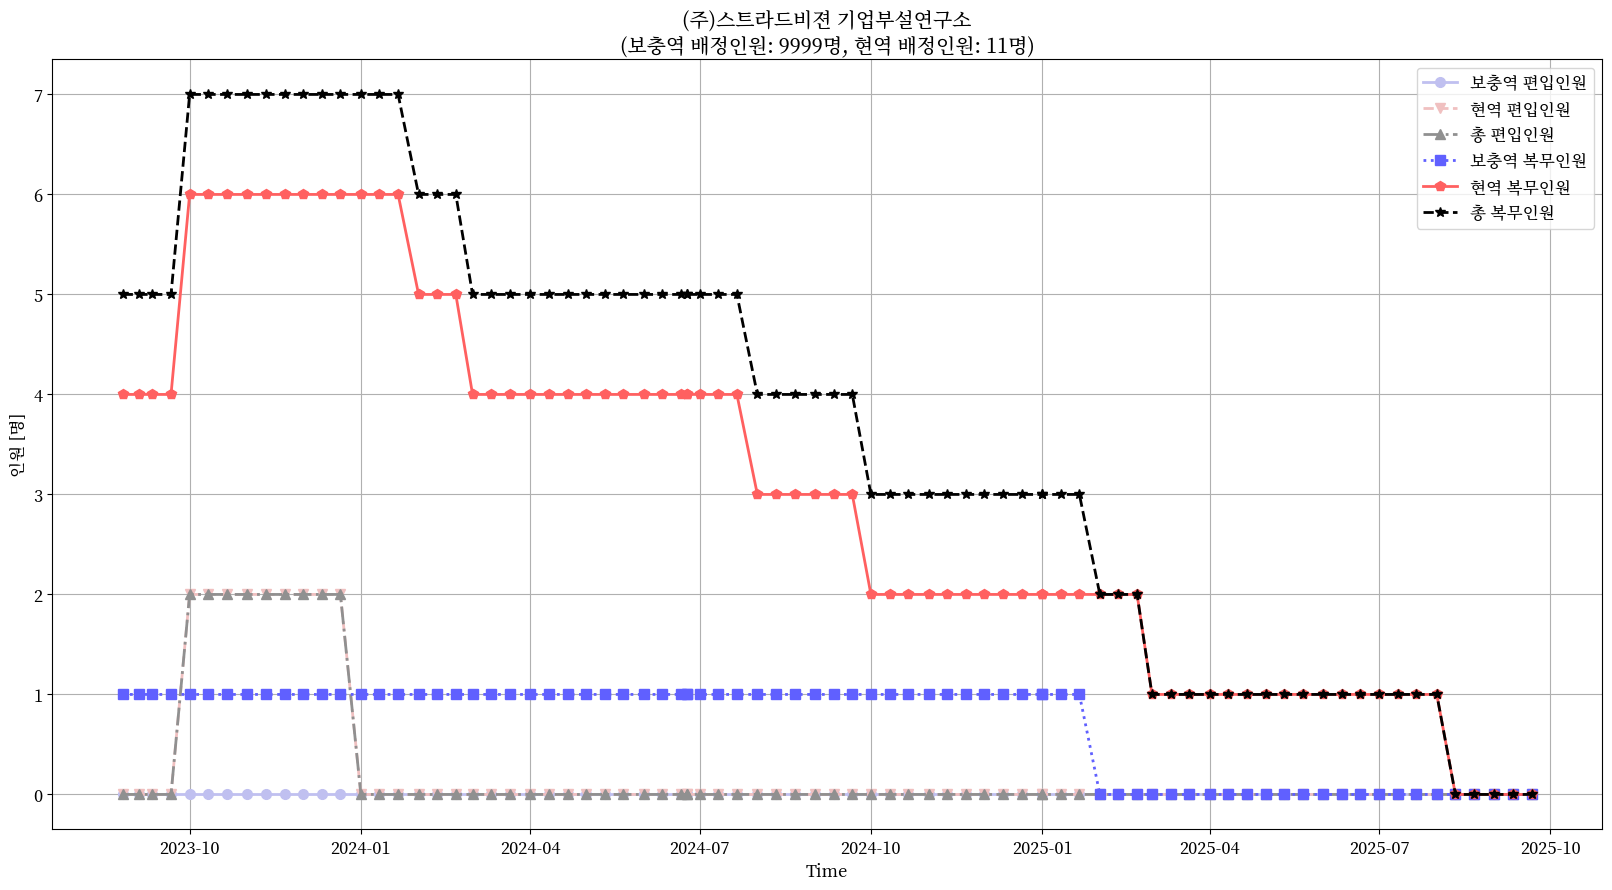 (주)스트라드비젼 기업부설연구소
(보충역 배정인원: 9999명, 현역 배정인원: 11명)
보충역 편입인원
현역 편입인원
총 편입인원
보충역 복무인원
현역 복무인원
총 복무인원
인원 [명]
7
6
5
4
3
2
1
0
2023-10 2024-01 2024-04 2024-07 2024-10 2025-01 2025-04 2025-07 2025-10
Time